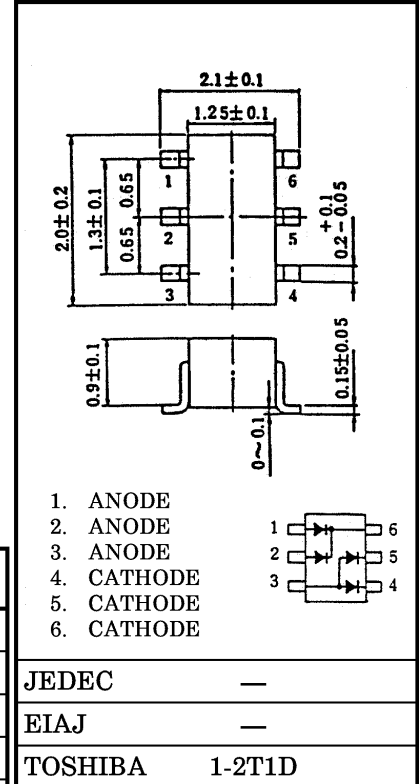 2.1±0.1
1.25±0.1
1
6
2
5
3
4
2.0±0.2
1.3±0.1
0.65
0.65
+0.1
0.2-0.05
0.9±0.1
0.15±0.05
0~0.1
1. ANODE
2. ANODE
3. ANODE
4. CATHODE
5. CATHODE
6. CATHODE
1
6
2
5
3
4
JEDEC —
EIAJ —
TOSHIBA 1-2T1D